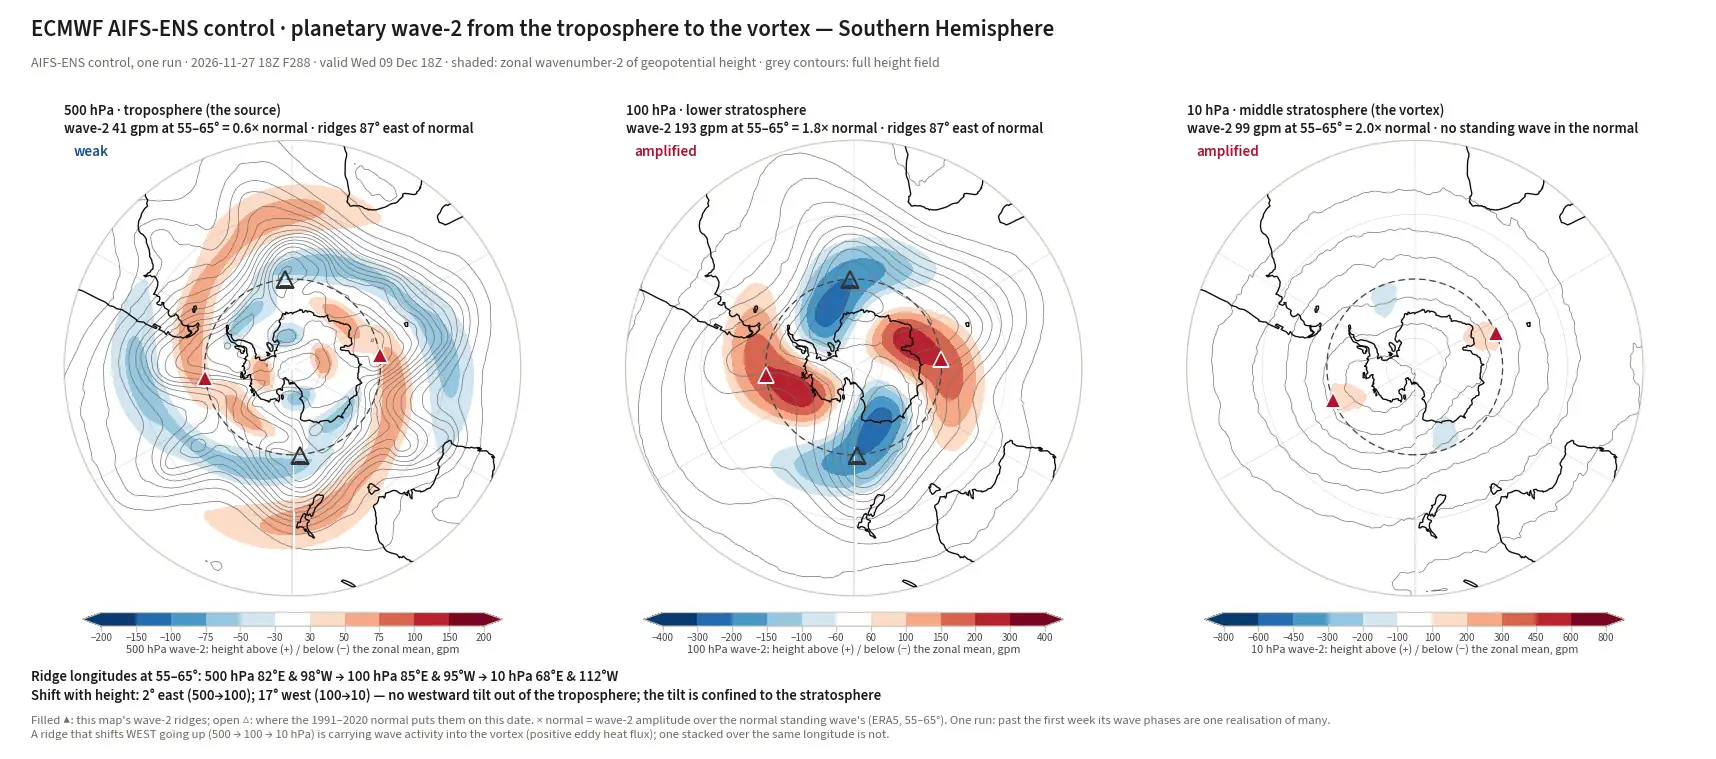 ECMWF AIFS-ENS control · planetary wave-2 from the troposphere to the vortex — Southern Hemisphere
AIFS-ENS control, one run · 2026-11-27 18Z F288 · valid Wed 09 Dec 18Z · shaded: zonal wavenumber-2 of geopotential height · grey contours: full height field
500 hPa · troposphere (the source)
wave-2 41 gpm at 55–65° = 0.6× normal · ridges 87° east of normal
weak
100 hPa · lower stratosphere
wave-2 193 gpm at 55–65° = 1.8× normal · ridges 87° east of normal
amplified
10 hPa · middle stratosphere (the vortex)
wave-2 99 gpm at 55–65° = 2.0× normal · no standing wave in the normal
amplified
−200 −150 −100 −75 −50 −30 30 50 75 100 150 200
500 hPa wave-2: height above (+) / below (−) the zonal mean, gpm
−400 −300 −200 −150 −100 −60 60 100 150 200 300 400
100 hPa wave-2: height above (+) / below (−) the zonal mean, gpm
−800 −600 −450 −300 −200 −100 100 200 300 450 600 800
10 hPa wave-2: height above (+) / below (−) the zonal mean, gpm
Ridge longitudes at 55–65°: 500 hPa 82°E & 98°W → 100 hPa 85°E & 95°W → 10 hPa 68°E & 112°W
Shift with height: 2° east (500→100); 17° west (100→10) — no westward tilt out of the troposphere; the tilt is confined to the stratosphere
Filled ▲: this map's wave-2 ridges; open △: where the 1991–2020 normal puts them on this date. × normal = wave-2 amplitude over the normal standing wave's (ERA5, 55–65°). One run: past the first week its wave phases are one realisation of many.
A ridge that shifts WEST going up (500 → 100 → 10 hPa) is carrying wave activity into the vortex (positive eddy heat flux); one stacked over the same longitude is not.